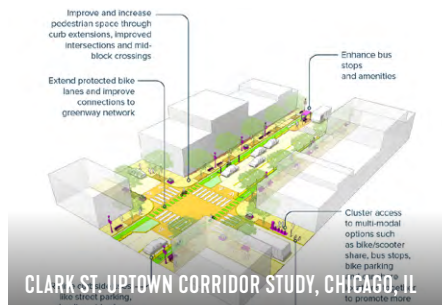 Improve and increase
pedestrian space through
curb extensions, improved
intersections and mid-
block crossings
Enhance bus
stops
and amenities
Extend protected bike
lanes and improve
connections to
greenway network
Cluster access
to multi-modal
options such
as bike/scooter
share, bus stops,
bike parking
to promote more
like street parking,
CLARK ST. UPTOWN CORRIDOR STUDY, CHICAGO, IL